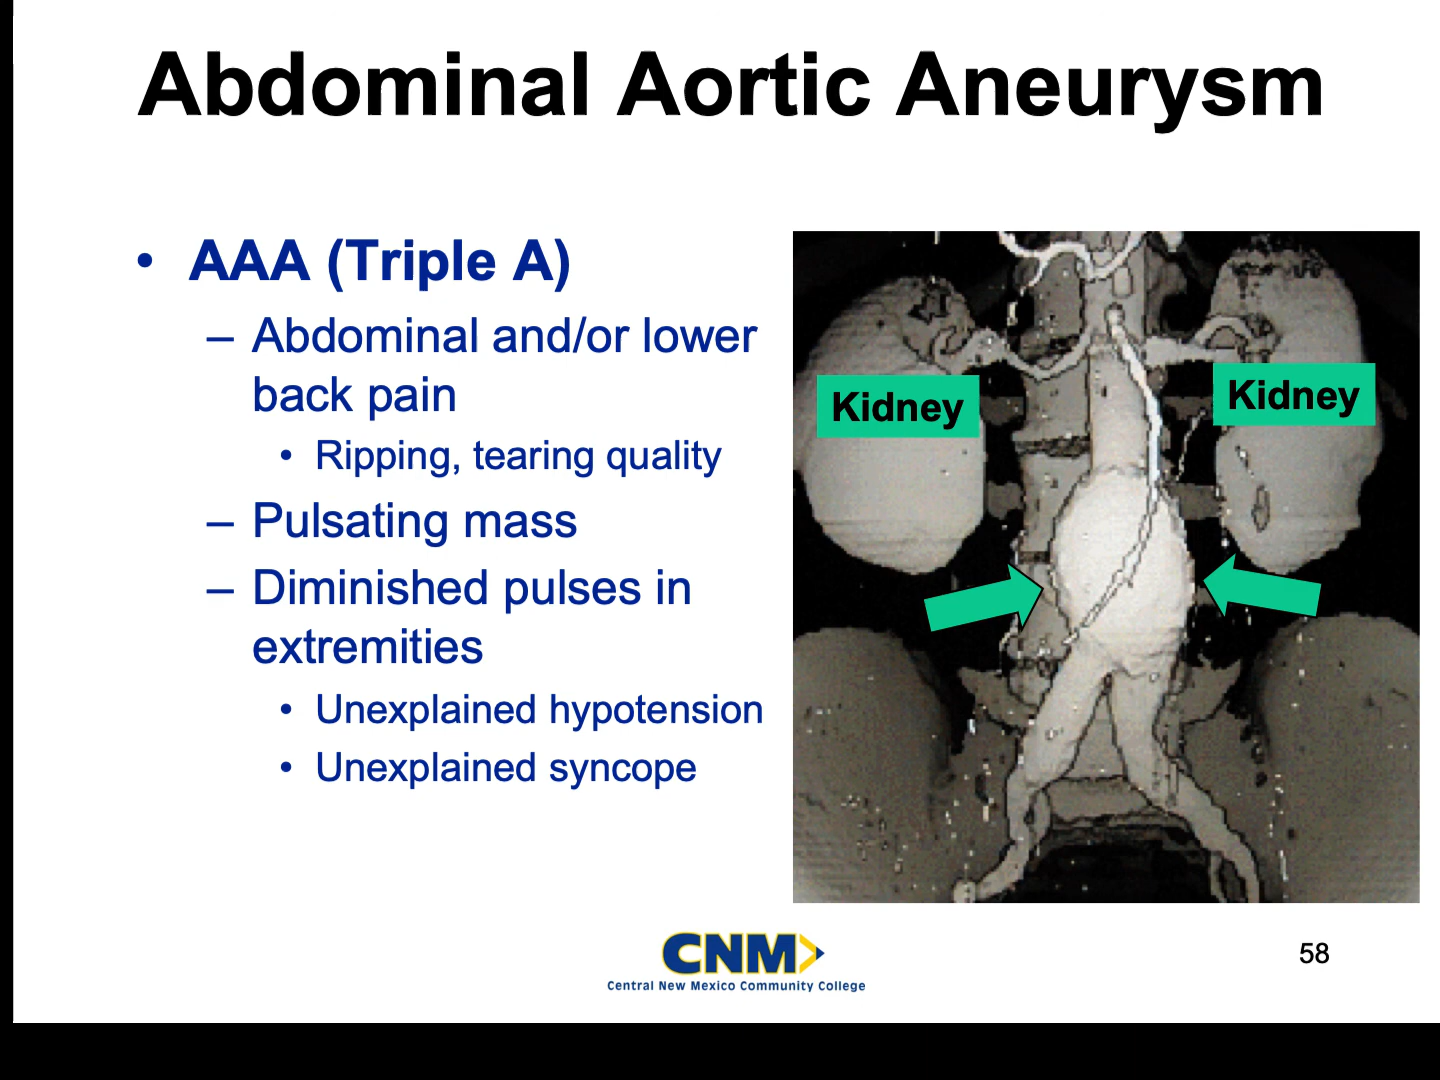 Abdominal Aortic Aneurysm
• AAA (Triple A)
– Abdominal and/or lower
back pain
• Ripping, tearing quality
– Pulsating mass
– Diminished pulses in
extremities
• Unexplained hypotension
• Unexplained syncope
Kidney
Kidney
CNM
Central New Mexico Community College
58